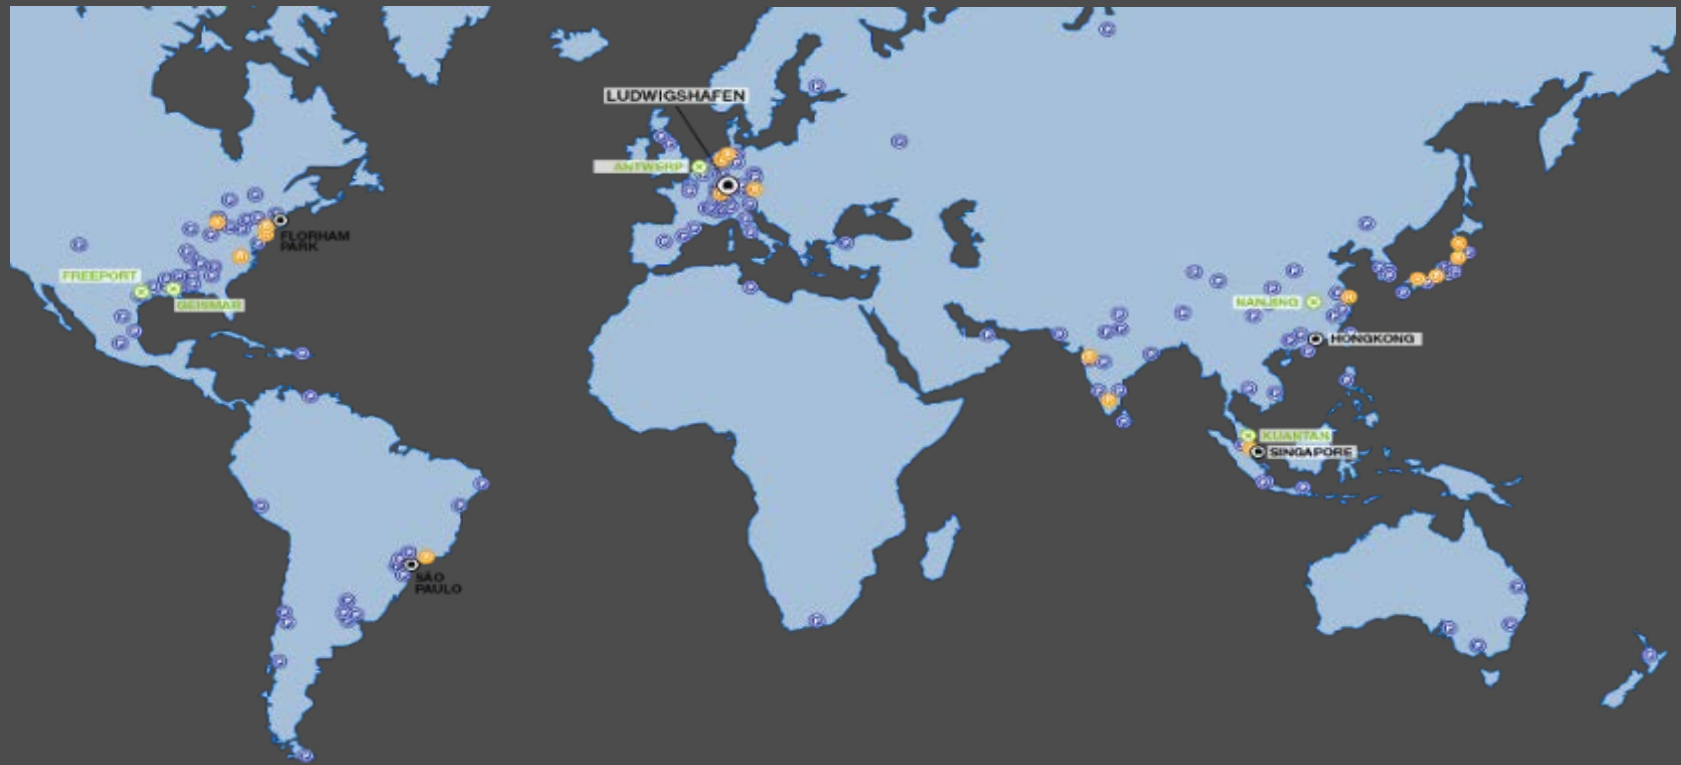 LUDWIGSHAFEN
ANTWERP
FLORHAM
PARK
FREEPORT
GEISMAR
NANJING
HONGKONG
KUANTAN
SINGAPORE
SÃO
PAULO